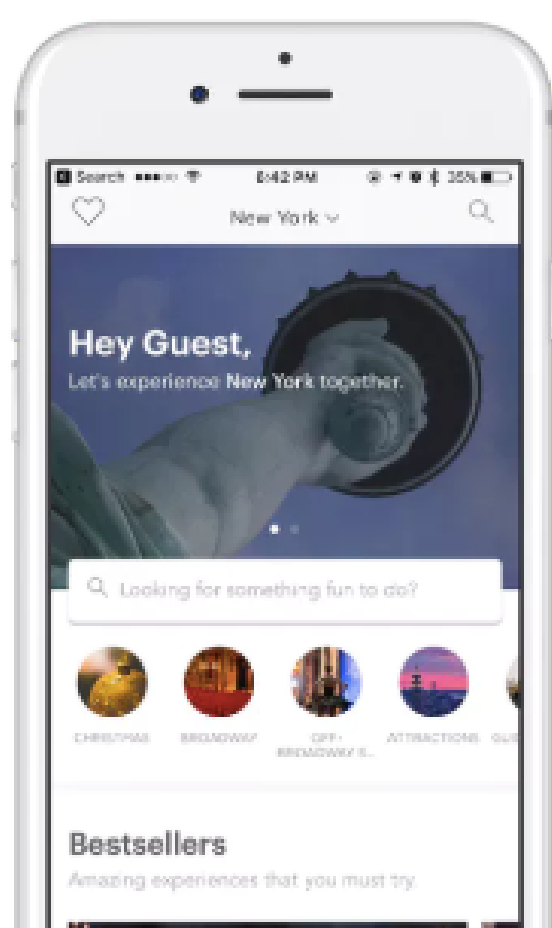 Search
6:42 PM
35%
New York
Hey Guest,
Let's experience New York together.
Looking for something fun to do?
CHRISTMAS
BROADWAY
OFF-
BROADWAY S...
ATTRACTIONS
Bestsellers
Amazing experiences that you must try.